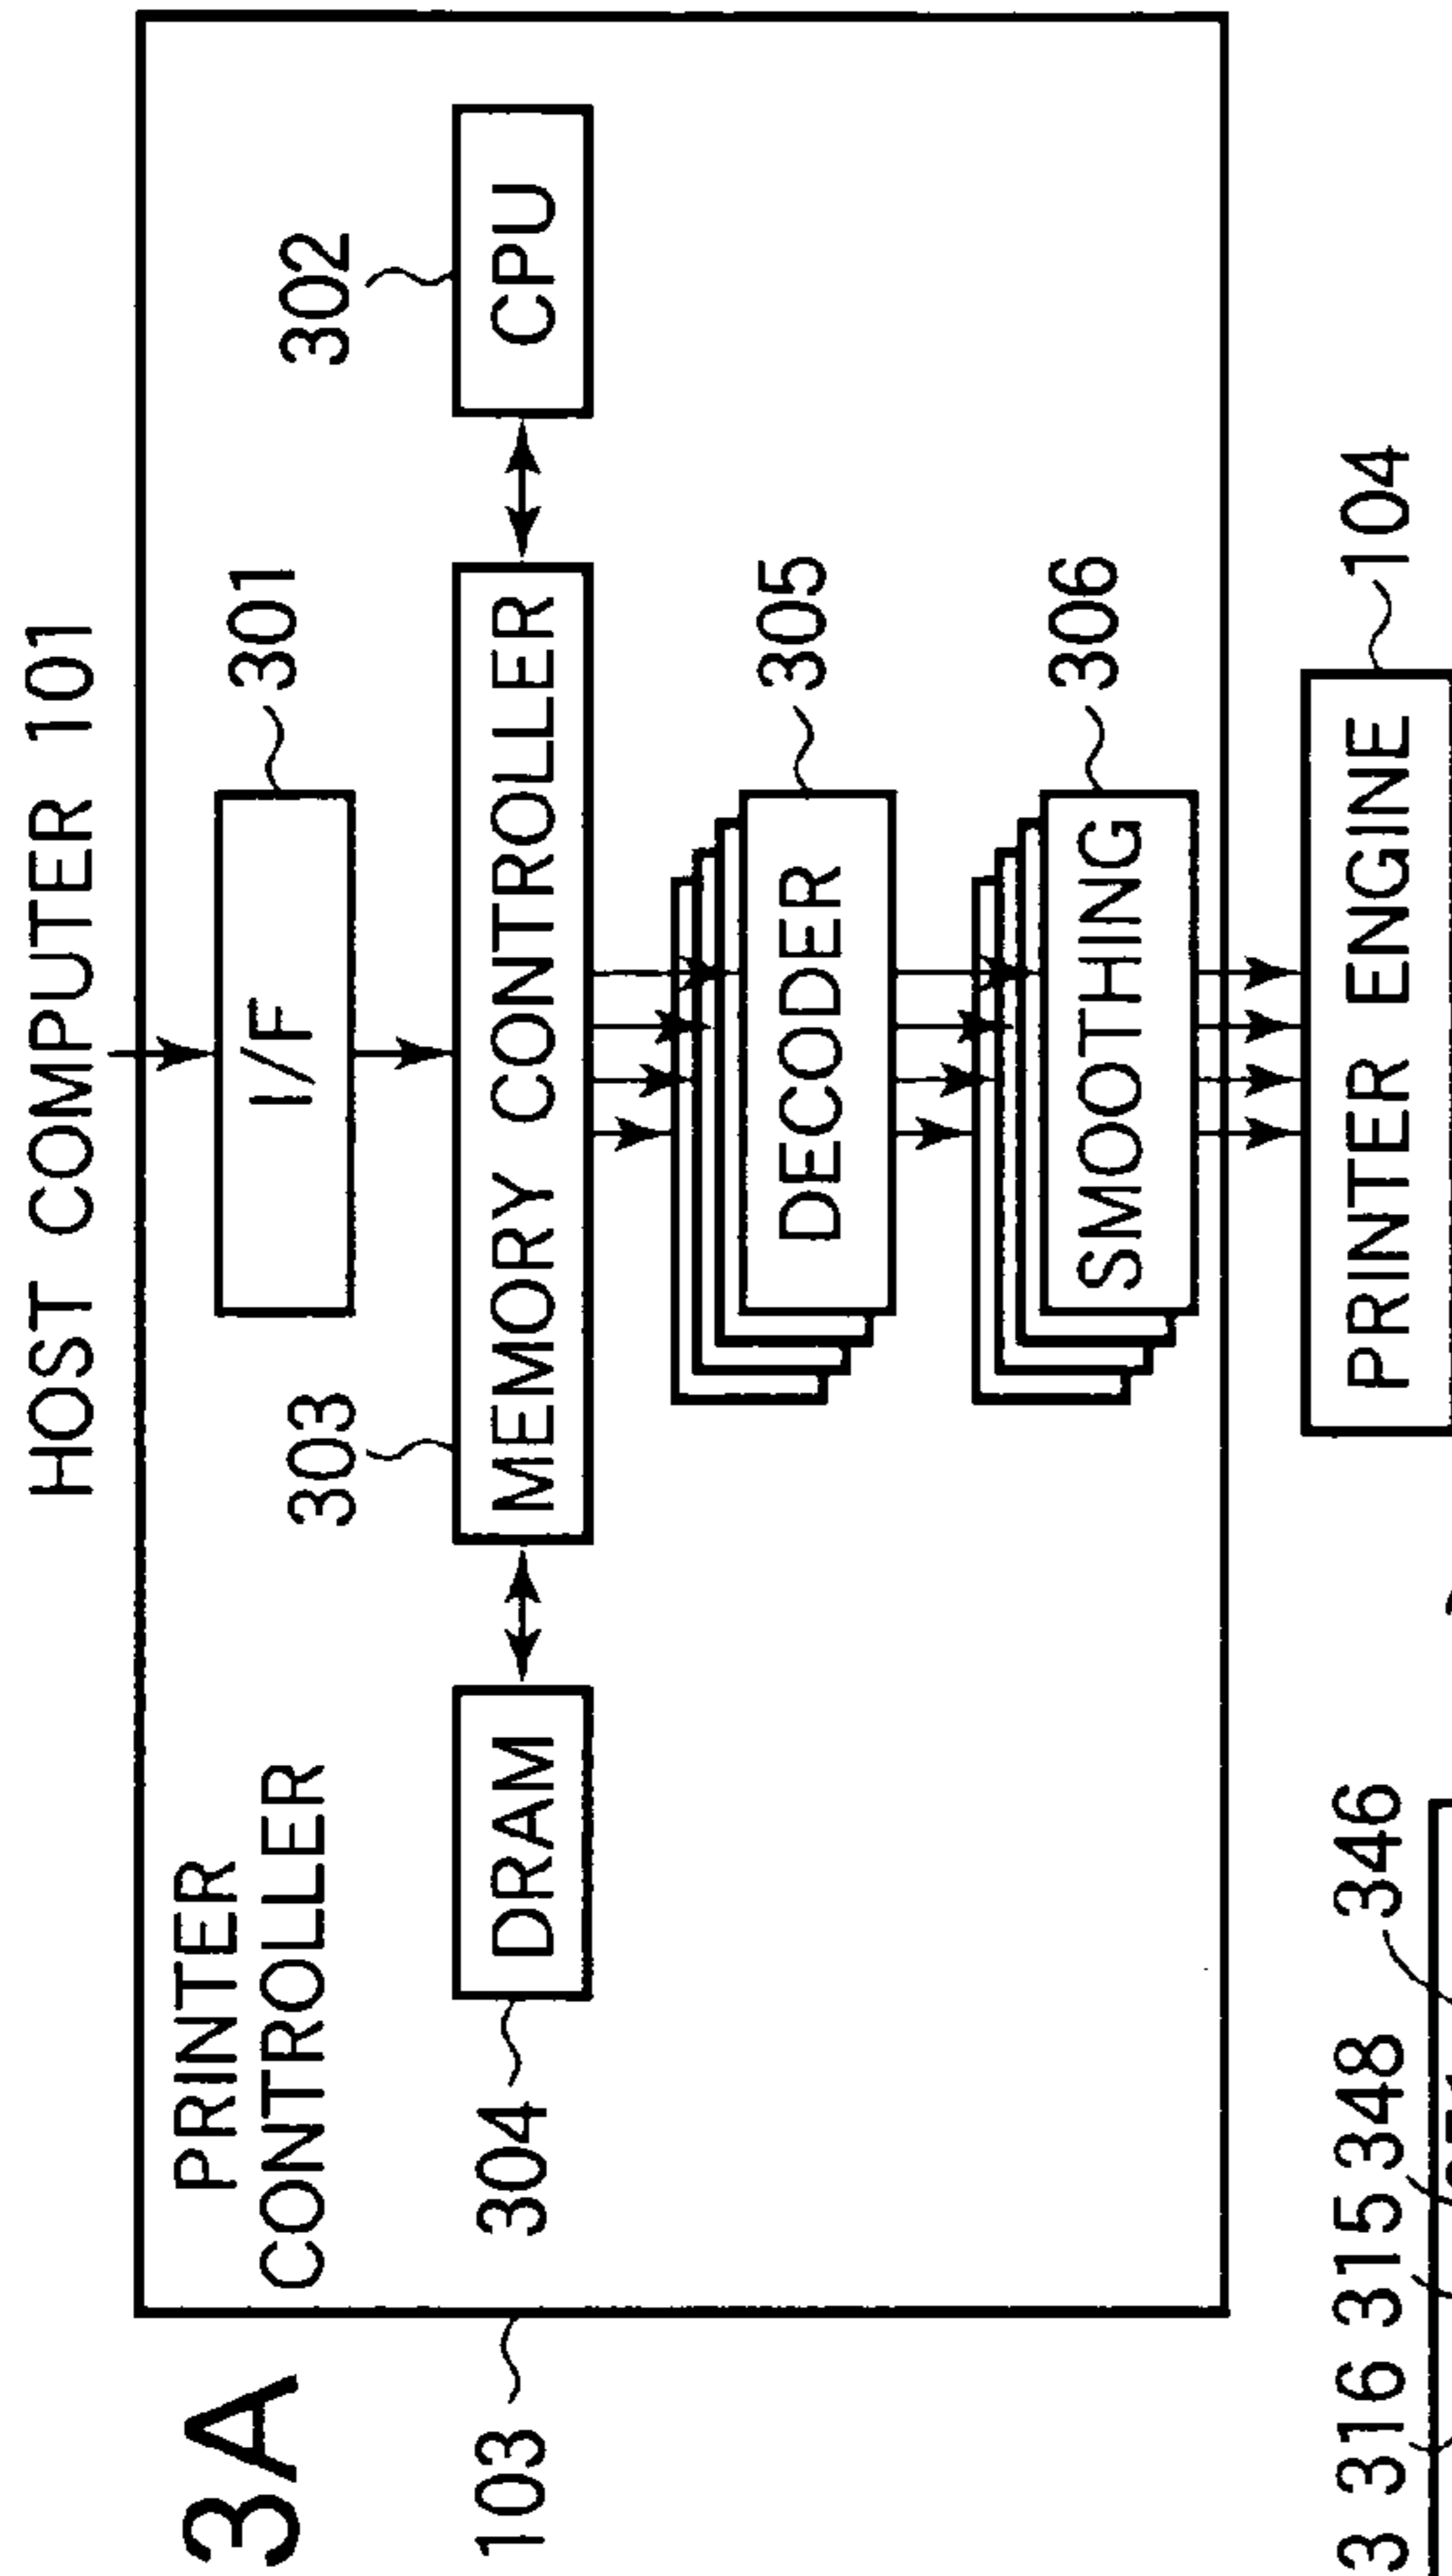 3A
HOST COMPUTER 101
PRINTER
CONTROLLER
103
I/F
301
302
CPU
303
MEMORY CONTROLLER
304
DRAM
DECODER
305
SMOOTHING
306
PRINTER ENGINE
104
3 316 315 348 346